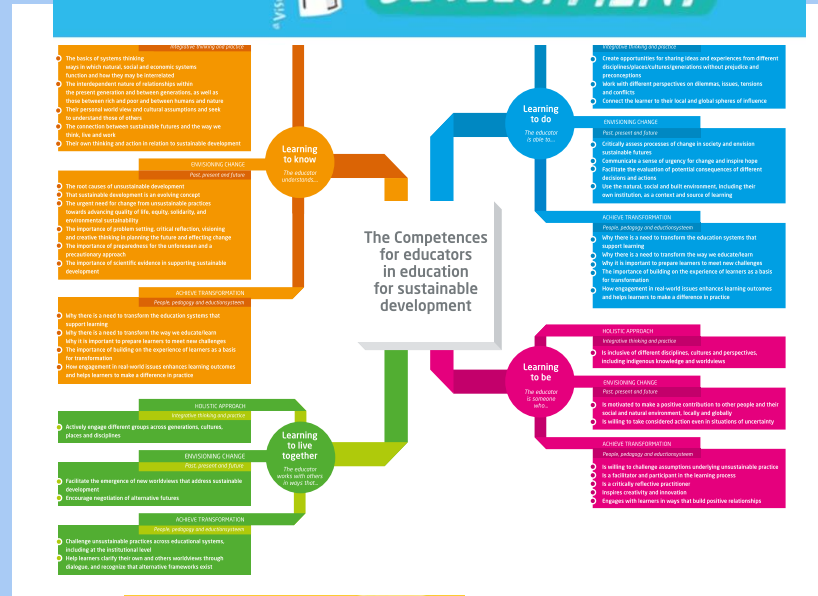 DEVELOPMENT
Integrative thinking and practice
The basics of systems thinking
ways in which natural, social and economic systems
function and how they may be interrelated
The interdependent nature of relationships within
the present generation and between generations, as well as
those between rich and poor and between humans and nature
Their personal world view and cultural assumptions and seek
to understand those of others
The connection between sustainable futures and the way we
think, live and work
Their own thinking and action in relation to sustainable development
ENVISIONING CHANGE
Past, present and future
The root causes of unsustainable development
That sustainable development is an evolving concept
The urgent need for change from unsustainable practices
towards advancing quality of life, equity, solidarity, and
environmental sustainability
The importance of problem setting, critical reflection, visioning
and creative thinking in planning the future and effecting change
The importance of preparedness for the unforeseen and a
precautionary approach
The importance of scientific evidence in supporting sustainable
development
ACHIEVE TRANSFORMATION
People, pedagogy and eductionsysteem
Why there is a need to transform the education systems that
support learning
Why there is a need to transform the way we educate/learn
Why it is important to prepare learners to meet new challenges
The importance of building on the experience of learners as a basis
for transformation
How engagement in real-world issues enhances learning outcomes
and helps learners to make a difference in practice
Learning
to know
The educator
understands...
The Competences
for educators
in education
for sustainable
development
Learning
to do
The educator
is able to...
Integrative thinking and practice
Create opportunities for sharing ideas and experiences from different
disciplines/places/cultures/generations without prejudice and
preconceptions
Work with different perspectives on dilemmas, issues, tensions
and conflicts
Connect the learner to their local and global spheres of influence
ENVISIONING CHANGE
Past, present and future
Critically assess processes of change in society and envision
sustainable futures
Communicate a sense of urgency for change and inspire hope
Facilitate the evaluation of potential consequences of different
decisions and actions
Use the natural, social and built environment, including their
own institution, as a context and source of learning
ACHIEVE TRANSFORMATION
People, pedagogy and eductionsysteem
Why there is a need to transform the education systems that
support learning
Why there is a need to transform the way we educate/learn
Why it is important to prepare learners to meet new challenges
The importance of building on the experience of learners as a basis
for transformation
How engagement in real-world issues enhances learning outcomes
and helps learners to make a difference in practice
HOLISTIC APPROACH
Integrative thinking and practice
Actively engage different groups across generations, cultures,
places and disciplines
ENVISIONING CHANGE
Past, present and future
Facilitate the emergence of new worldviews that address sustainable
development
Encourage negotiation of alternative futures
ACHIEVE TRANSFORMATION
People, pedagogy and eductionsysteem
Challenge unsustainable practices across educational systems,
including at the institutional level
Help learners clarify their own and others worldviews through
dialogue, and recognize that alternative frameworks exist
Learning
to live
together
The educator
works with others
in ways that...
Learning
to be
The educator
is someone
who...
HOLISTIC APPROACH
Integrative thinking and practice
Is inclusive of different disciplines, cultures and perspectives,
including indigenous knowledge and worldviews
ENVISIONING CHANGE
Past, present and future
Is motivated to make a positive contribution to other people and their
social and natural environment, locally and globally
Is willing to take considered action even in situations of uncertainty
ACHIEVE TRANSFORMATION
People, pedagogy and eductionsysteem
Is willing to challenge assumptions underlying unsustainable practice
Is a facilitator and participant in the learning process
Is a critically reflective practitioner
Inspires creativity and innovation
Engages with learners in ways that build positive relationships